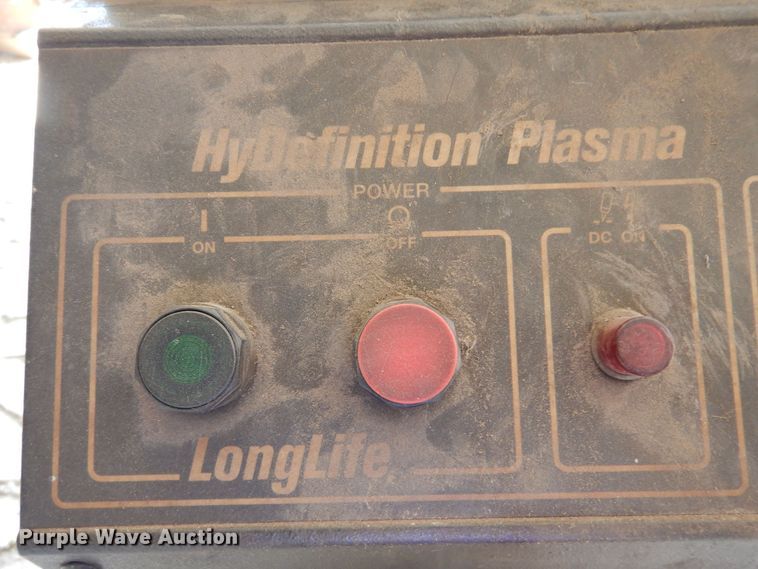 HyDefinition Plasma
POWER
ON
OFF
DC ON
LongLife
Purple Wave Auction